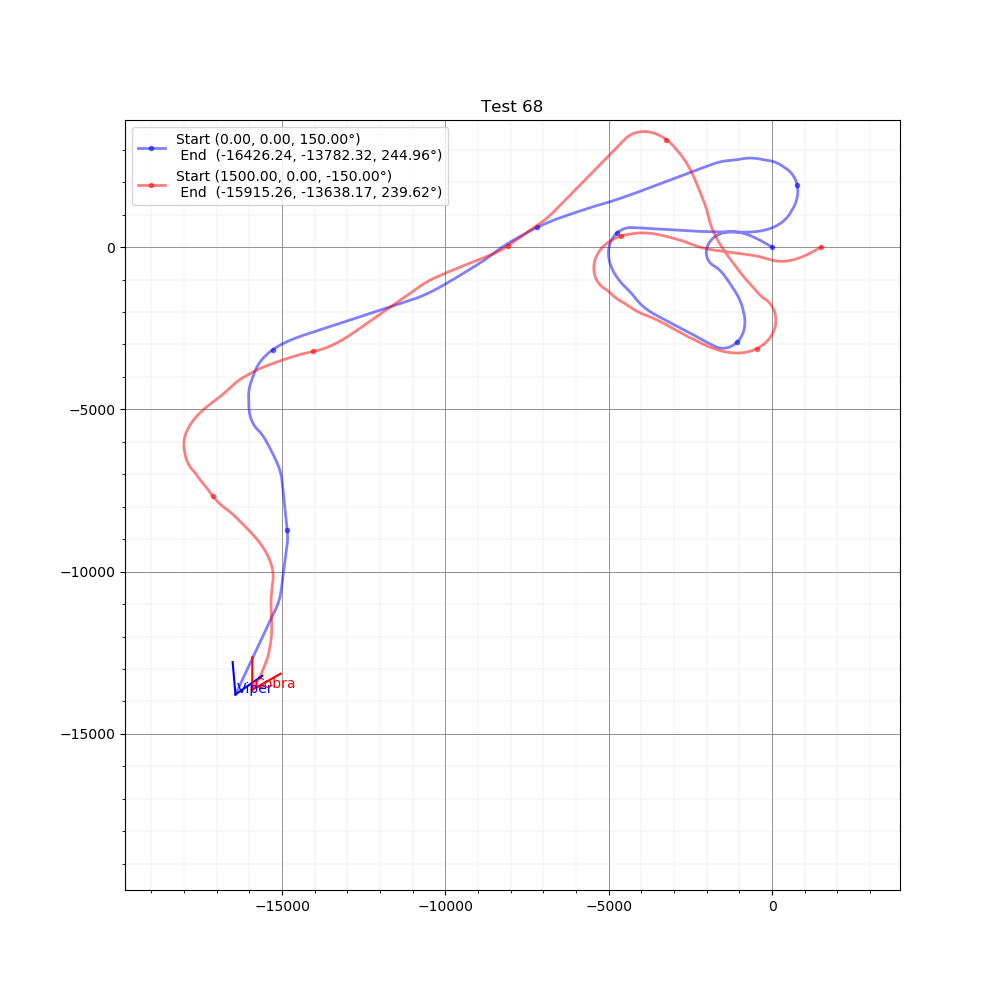 Test 68
Start (0.00, 0.00, 150.00°)
End (-16426.24, -13782.32, 244.96°)
Start (1500.00, 0.00, -150.00°)
End (-15915.26, -13638.17, 239.62°)
0
−5000
−10000
−15000
Cobra
Viper
−15000
−10000
−5000
0